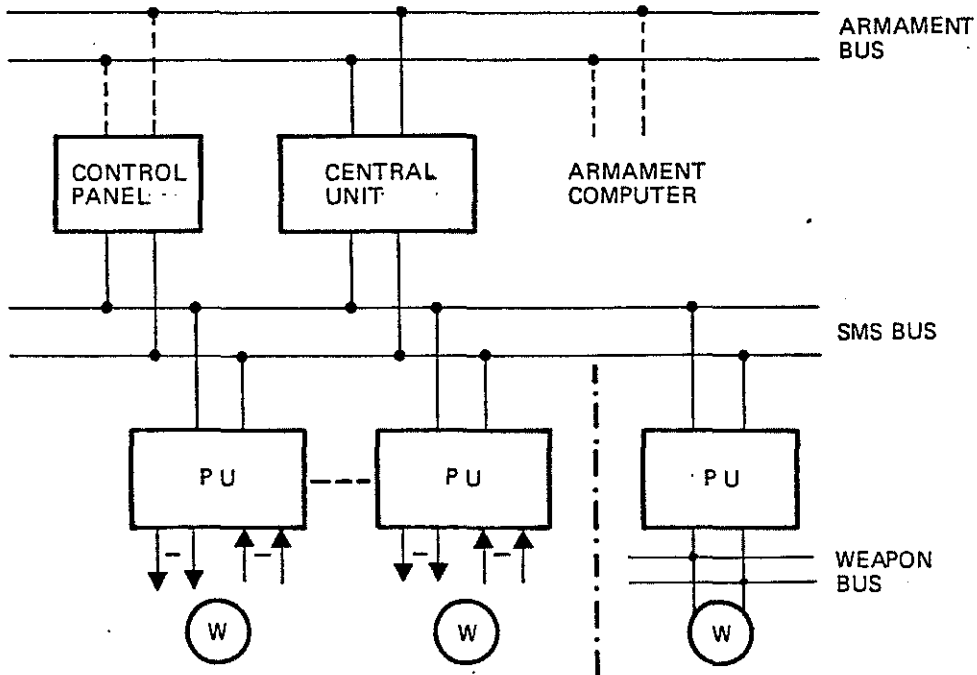 ARMAMENT
BUS
CONTROL
PANEL
CENTRAL
UNIT
ARMAMENT
COMPUTER
SMS BUS
PU
PU
PU
WEAPON
BUS
W
W
W